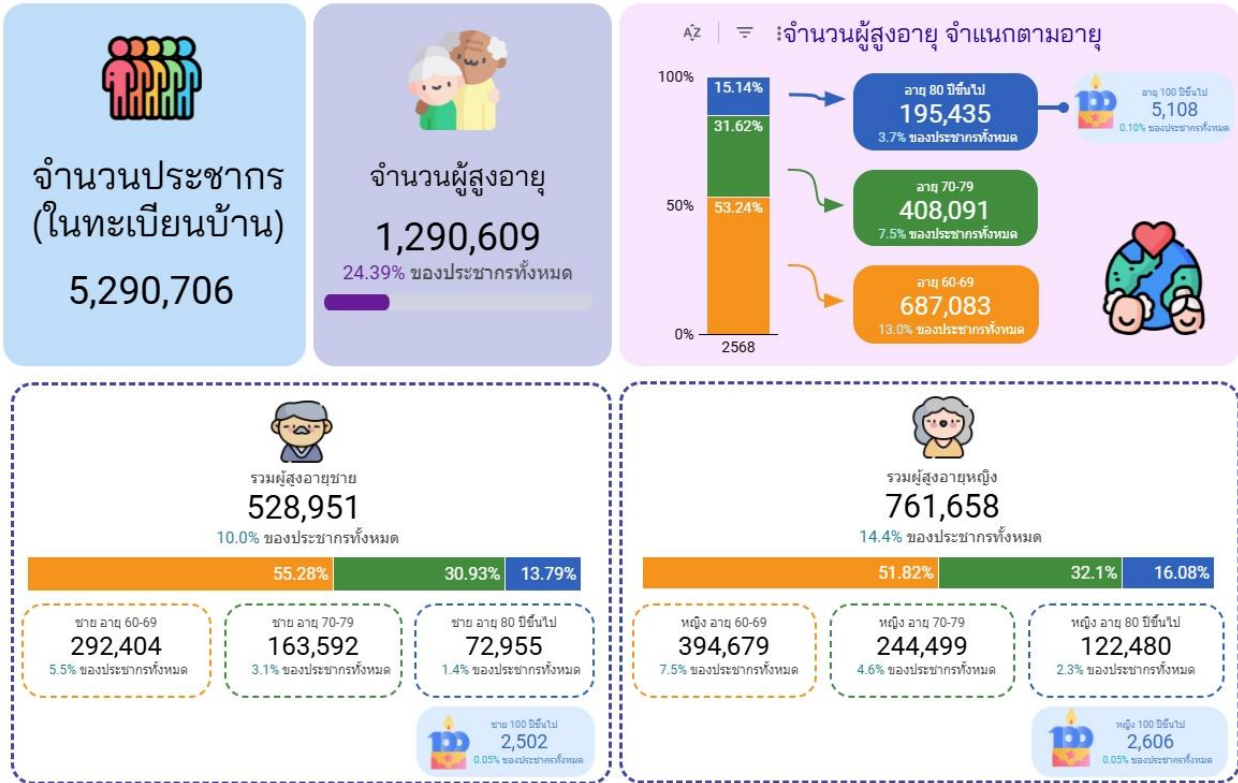 จำนวนประชากร
(ในทะเบียนบ้าน)
5,290,706
จำนวนผู้สูงอายุ
1,290,609
24.39% ของประชากรทั้งหมด
จำนวนผู้สูงอายุ จำแนกตามอายุ
100%
50%
0%
15.14%
31.62%
53.24%
2568
อายุ 80 ปีขึ้นไป
195,435
3.7% ของประชากรทั้งหมด
อายุ 100 ปีขึ้นไป
5,108
0.10% ของประชากรทั้งหมด
อายุ 70-79
408,091
7.5% ของประชากรทั้งหมด
อายุ 60-69
687,083
13.0% ของประชากรทั้งหมด
รวมผู้สูงอายุชาย
528,951
10.0% ของประชากรทั้งหมด
55.28% 30.93% 13.79%
ชาย อายุ 60-69
292,404
5.5% ของประชากรทั้งหมด
ชาย อายุ 70-79
163,592
3.1% ของประชากรทั้งหมด
ชาย อายุ 80 ปีขึ้นไป
72,955
1.4% ของประชากรทั้งหมด
100
ชาย 100 ปีขึ้นไป
2,502
0.05% ของประชากรทั้งหมด
รวมผู้สูงอายุหญิง
761,658
14.4% ของประชากรทั้งหมด
51.82% 32.1% 16.08%
หญิง อายุ 60-69
394,679
7.5% ของประชากรทั้งหมด
หญิง อายุ 70-79
244,499
4.6% ของประชากรทั้งหมด
หญิง อายุ 80 ปีขึ้นไป
122,480
2.3% ของประชากรทั้งหมด
100
หญิง 100 ปีขึ้นไป
2,606
0.05% ของประชากรทั้งหมด